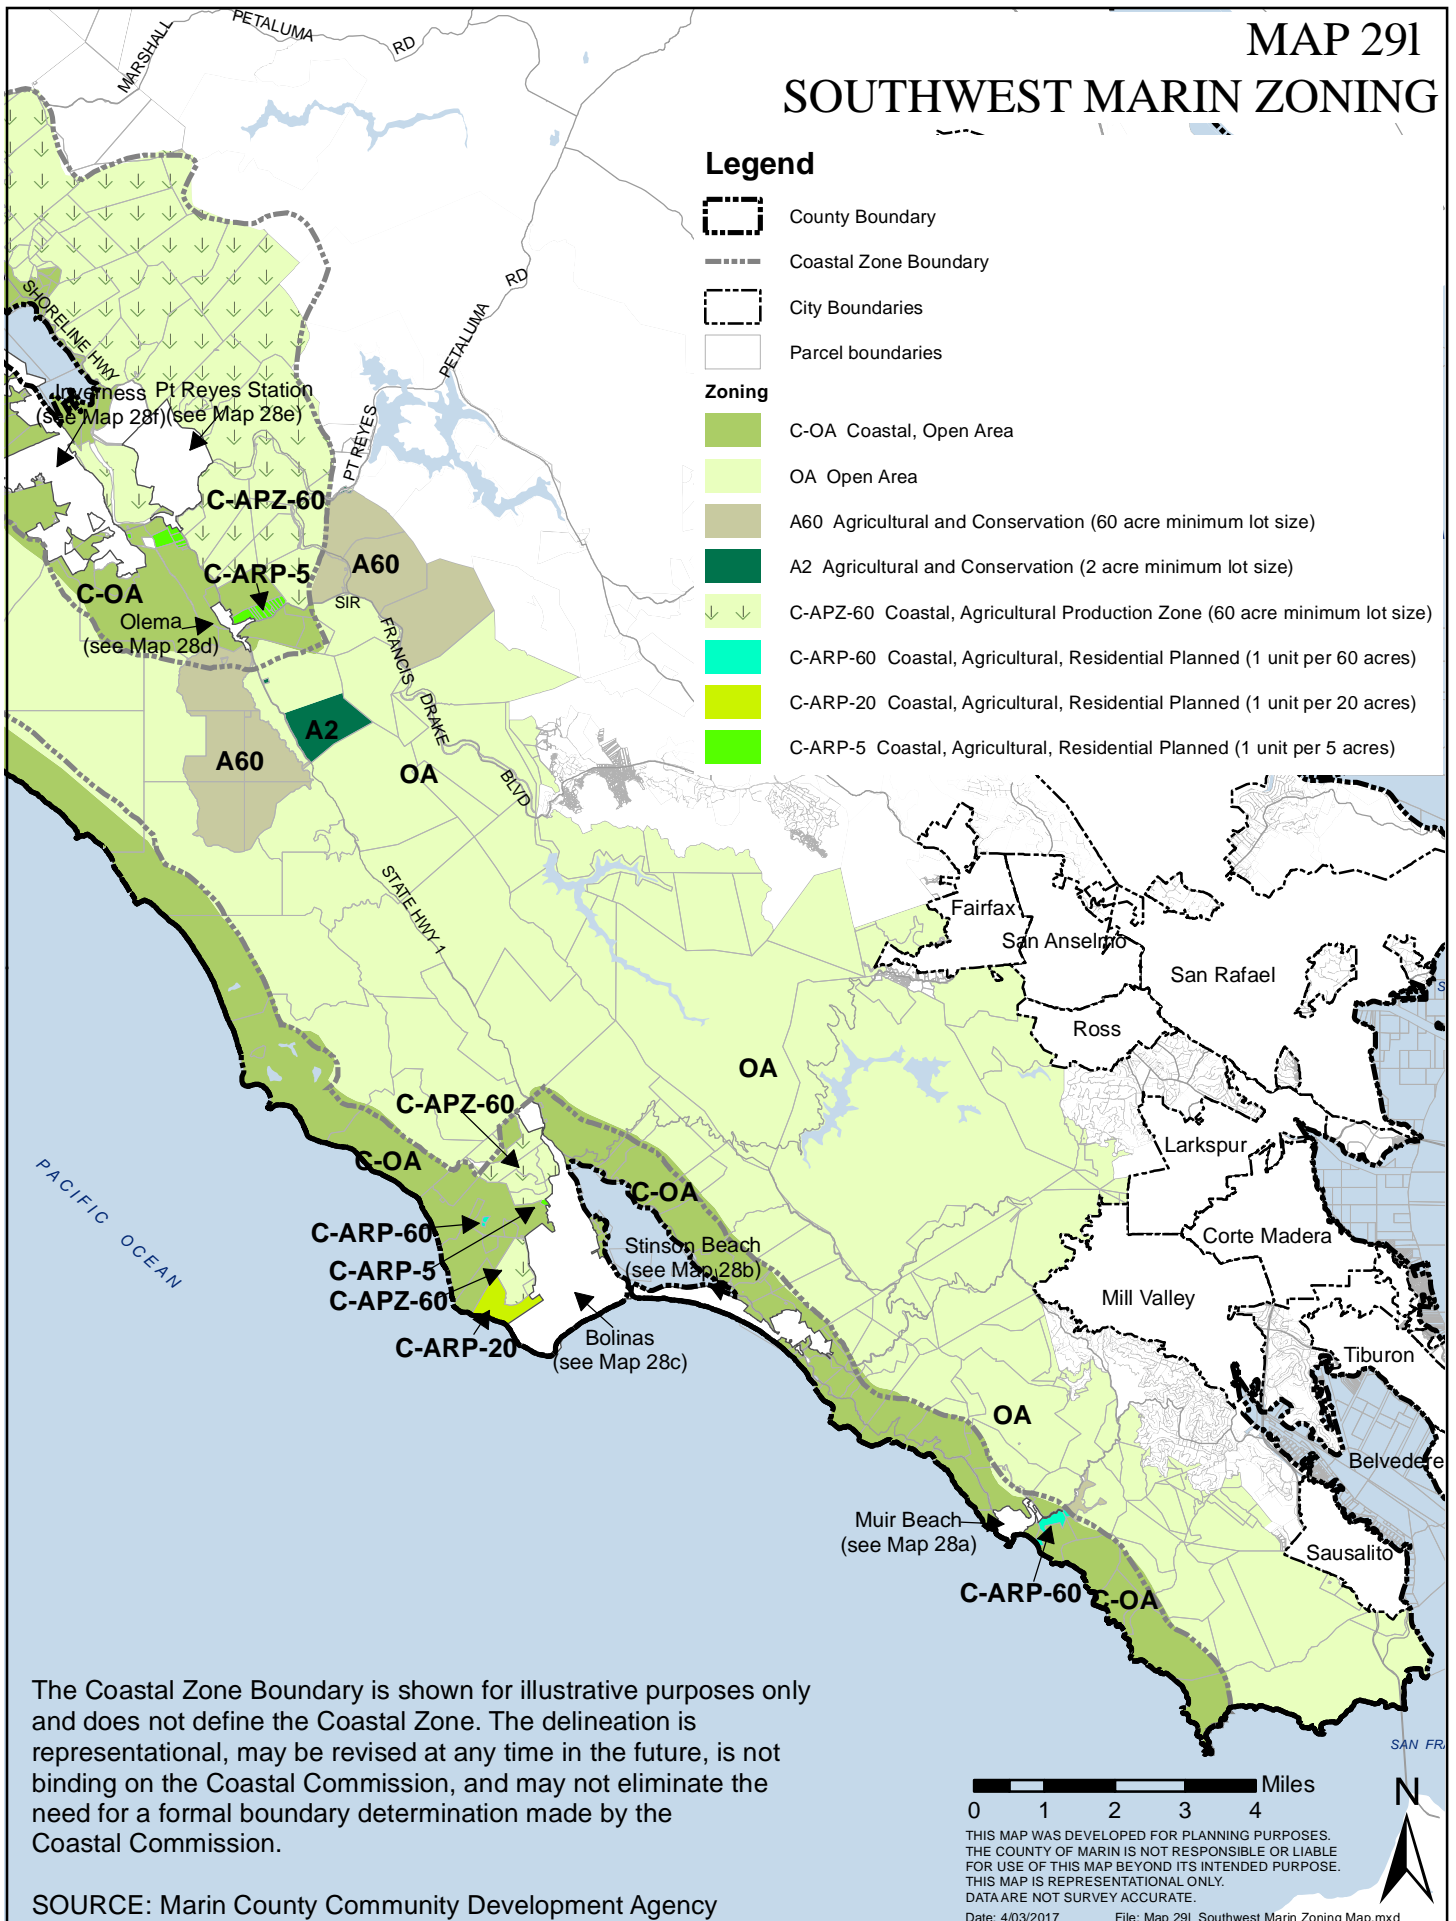 MAP 29l
SOUTHWEST MARIN ZONING
Legend
County Boundary
Coastal Zone Boundary
City Boundaries
Parcel boundaries
Zoning
C-OA Coastal, Open Area
OA Open Area
A60 Agricultural and Conservation (60 acre minimum lot size)
A2 Agricultural and Conservation (2 acre minimum lot size)
C-APZ-60 Coastal, Agricultural Production Zone (60 acre minimum lot size)
C-ARP-60 Coastal, Agricultural, Residential Planned (1 unit per 60 acres)
C-ARP-20 Coastal, Agricultural, Residential Planned (1 unit per 20 acres)
C-ARP-5 Coastal, Agricultural, Residential Planned (1 unit per 5 acres)
MARSHALL
PETALUMA
RD
RD
PETALUMA
PT REYES
SHORELINE HWY
Inverness
(see Map 28f)
Pt Reyes Station
(see Map 28e)
C-APZ-60
A60
C-ARP-5
C-OA
SIR
FRANCIS
DRAKE
BLVD
Olema
(see Map 28d)
A2
A60
OA
STATE HWY 1
Fairfax
San Anselmo
San Rafael
Ross
OA
C-APZ-60
Larkspur
C-OA
C-OA
C-ARP-60
Corte Madera
Stinson Beach
(see Map 28b)
C-ARP-5
C-APZ-60
Mill Valley
C-ARP-20
Bolinas
(see Map 28c)
Tiburon
PACIFIC OCEAN
OA
Belvedere
Muir Beach
(see Map 28a)
Sausalito
C-ARP-60
C-OA
The Coastal Zone Boundary is shown for illustrative purposes only
and does not define the Coastal Zone. The delineation is
representational, may be revised at any time in the future, is not
binding on the Coastal Commission, and may not eliminate the
need for a formal boundary determination made by the
Coastal Commission.
SOURCE: Marin County Community Development Agency
S
SAN FR
Miles
0 1 2 3 4
N
THIS MAP WAS DEVELOPED FOR PLANNING PURPOSES.
THE COUNTY OF MARIN IS NOT RESPONSIBLE OR LIABLE
FOR USE OF THIS MAP BEYOND ITS INTENDED PURPOSE.
THIS MAP IS REPRESENTATIONAL ONLY.
DATA ARE NOT SURVEY ACCURATE.
Date: 4/03/2017 File: Map 29l_Southwest Marin Zoning Map.mxd